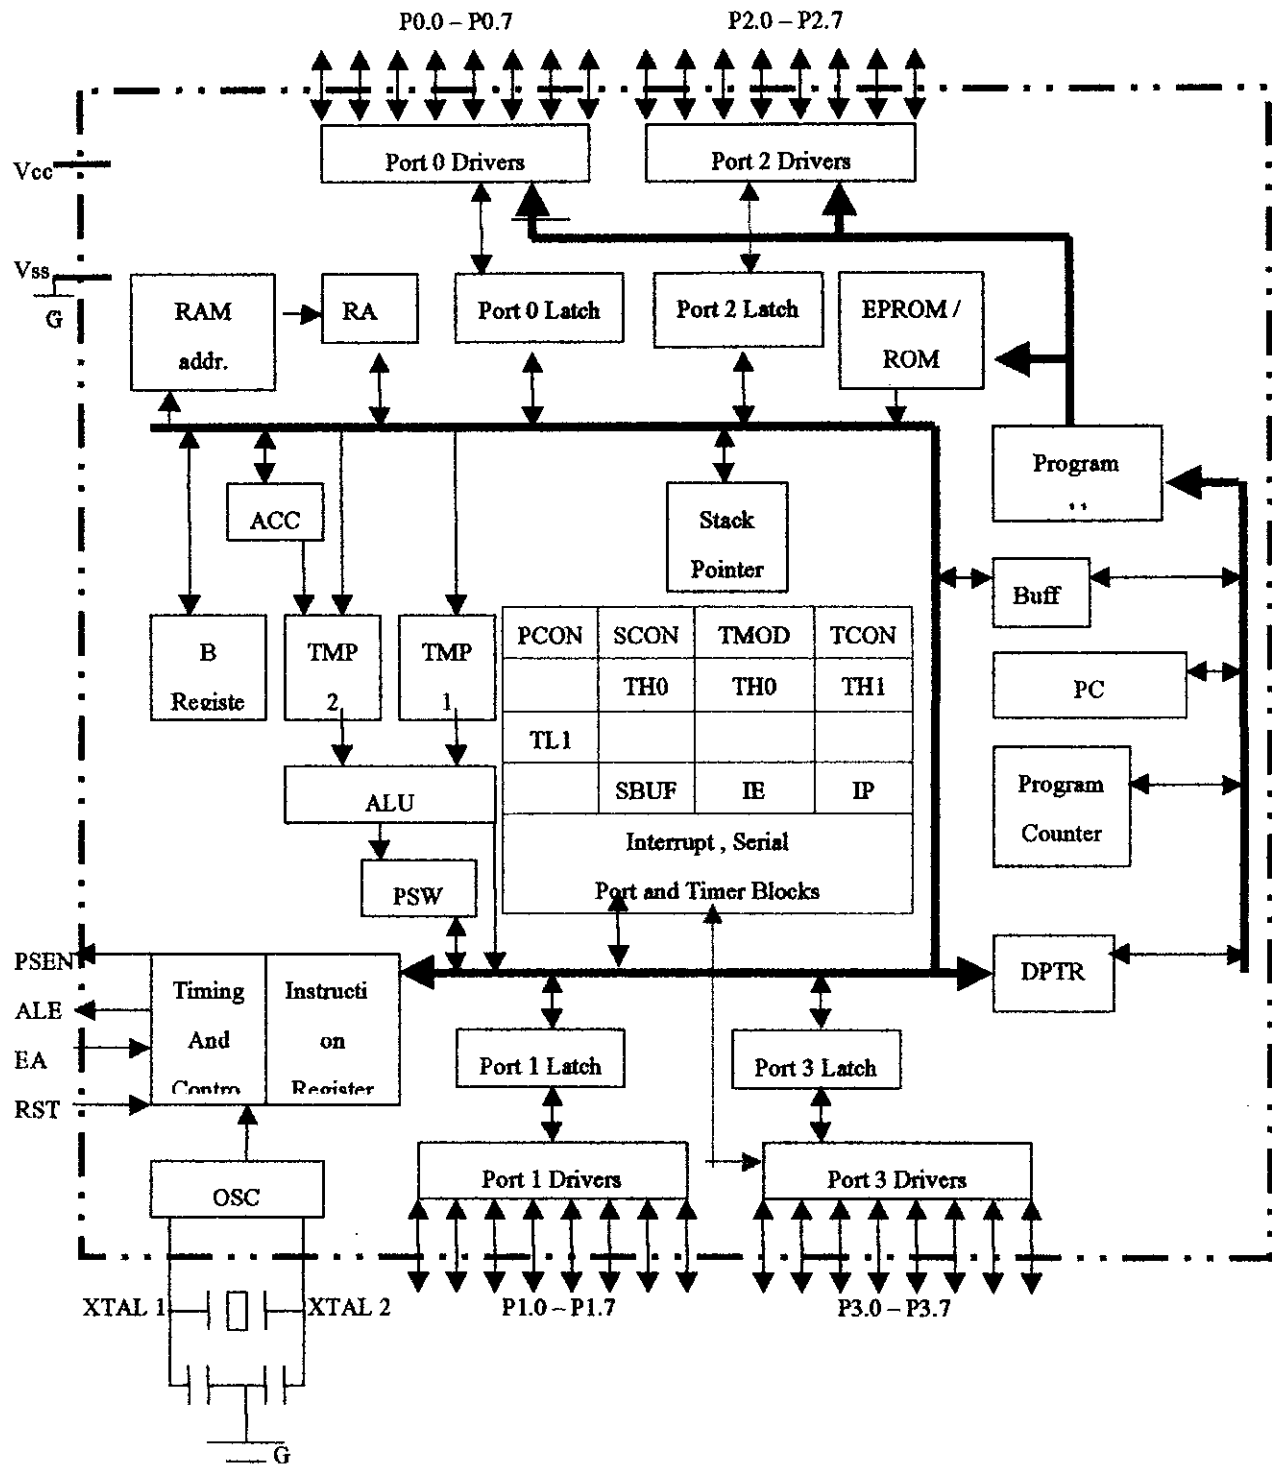 P0.0 – P0.7
P2.0 – P2.7
Port 0 Drivers
Port 2 Drivers
Vcc
Vss
G
RAM
addr.
RA
Port 0 Latch
Port 2 Latch
EPROM /
ROM
Program
ACC
Stack
Pointer
Buff
B
Registe
TMP
2
TMP
1
PCON SCON TMOD TCON
TH0 TH0 TH1
TL1
SBUF IE IP
Interrupt , Serial
Port and Timer Blocks
PC
Program
Counter
ALU
PSW
DPTR
PSEN
ALE
EA
RST
Timing
And
Contro
Instructi
on
Register
Port 1 Latch
Port 3 Latch
OSC
Port 1 Drivers
Port 3 Drivers
XTAL 1
XTAL 2
P1.0 – P1.7
P3.0 – P3.7
G